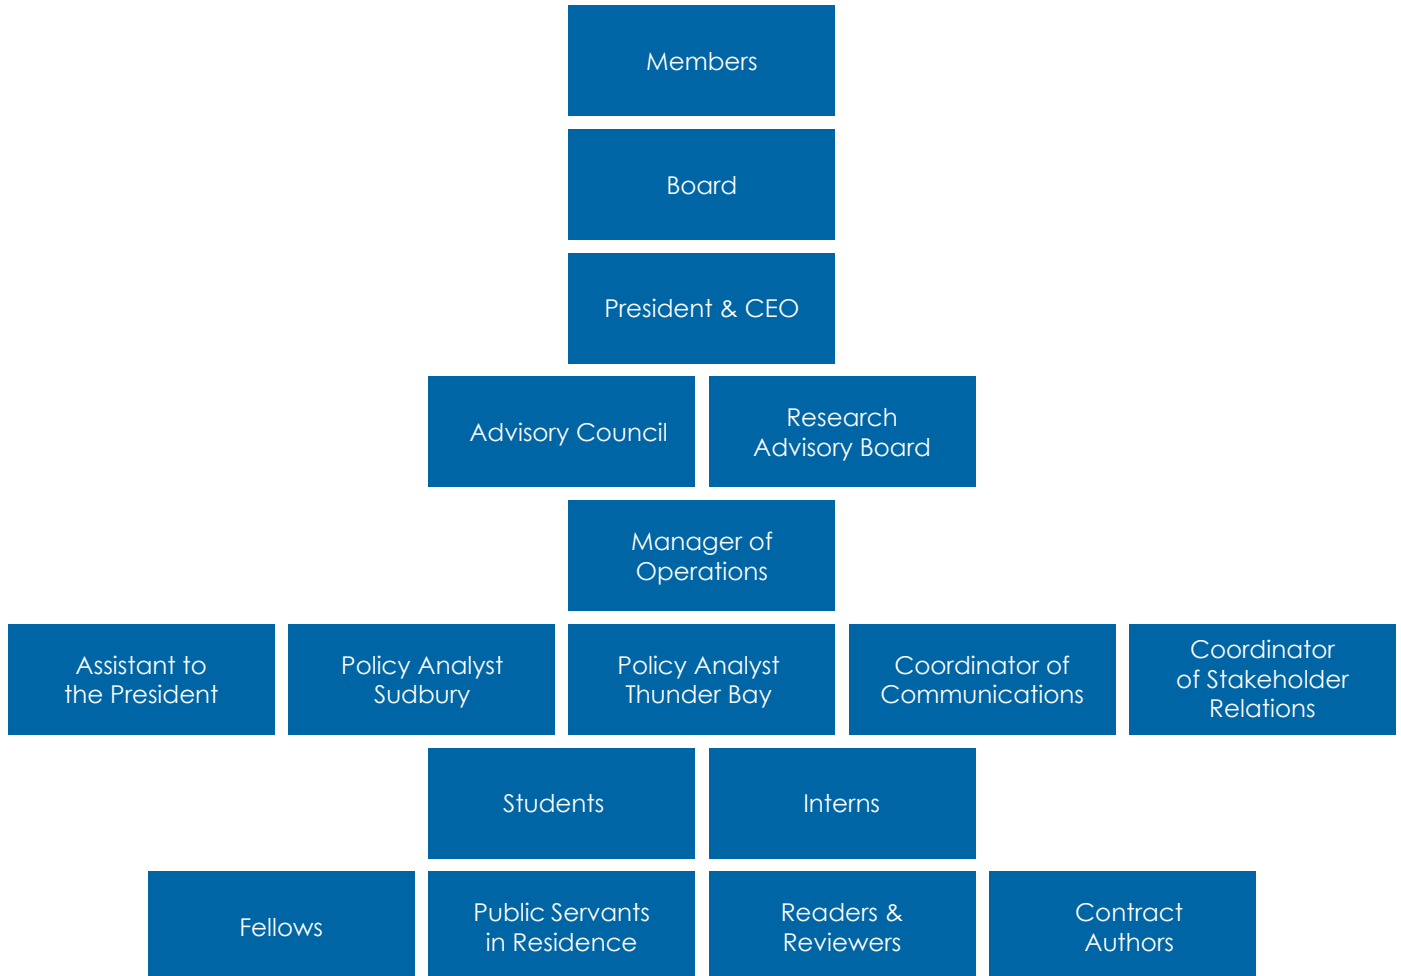 Members
Board
President & CEO
Advisory Council
Research
Advisory Board
Manager of
Operations
Assistant to
the President
Policy Analyst
Sudbury
Policy Analyst
Thunder Bay
Coordinator of
Communications
Coordinator
of Stakeholder
Relations
Students
Interns
Fellows
Public Servants
in Residence
Readers &
Reviewers
Contract
Authors